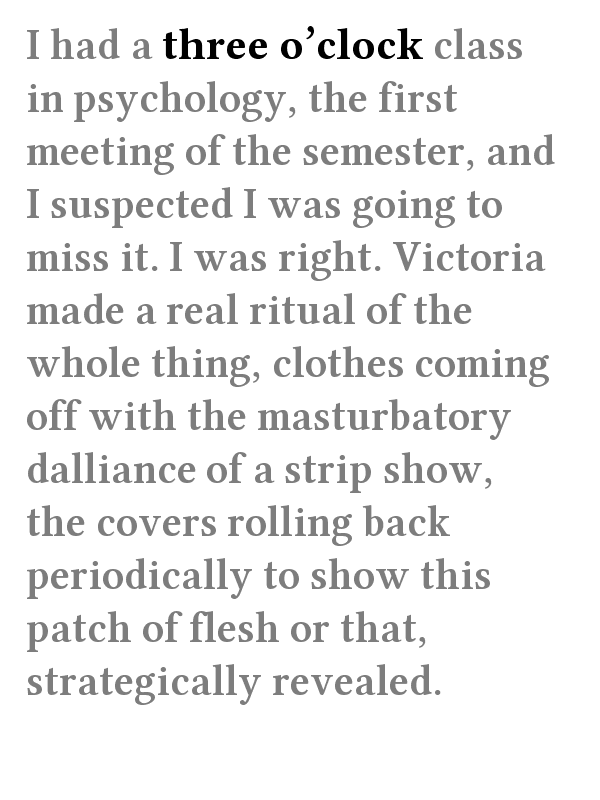 I had a three o’clock class
in psychology, the first
meeting of the semester, and
I suspected I was going to
miss it. I was right. Victoria
made a real ritual of the
whole thing, clothes coming
off with the masturbatory
dalliance of a strip show,
the covers rolling back
periodically to show this
patch of flesh or that,
strategically revealed.